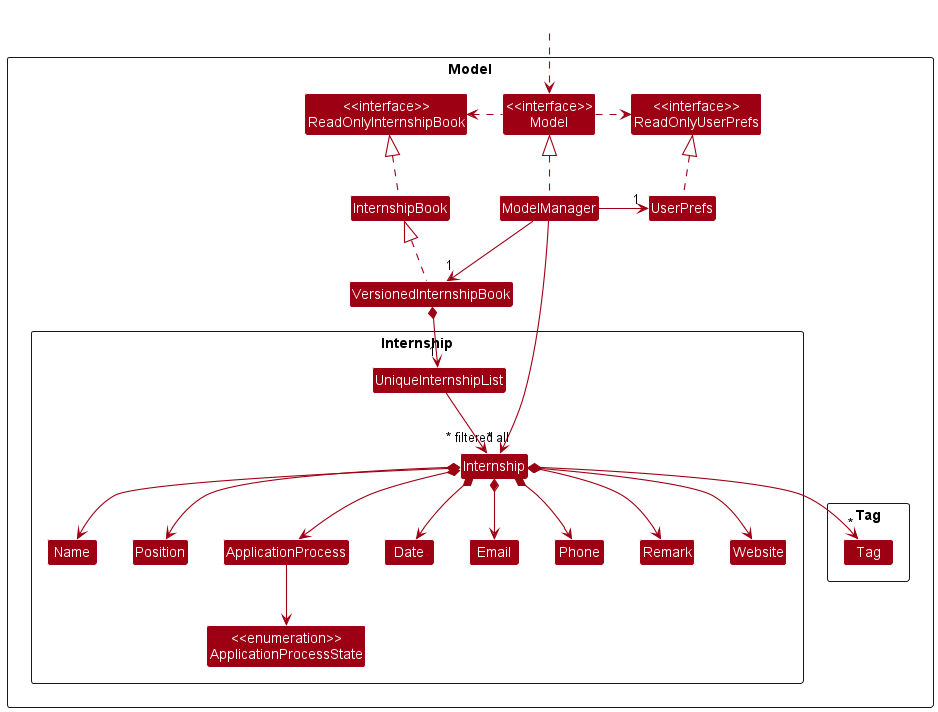 Model
<<interface>>
ReadOnlyInternshipBook
<<interface>>
Model
<<interface>>
ReadOnlyUserPrefs
InternshipBook
ModelManager
1
UserPrefs
1
VersionedInternshipBook
Internship
1
UniqueInternshipList
* filtered
* all
Internship
Tag
*
Name
Position
ApplicationProcess
Date
Email
Phone
Remark
Website
Tag
<<enumeration>>
ApplicationProcessState